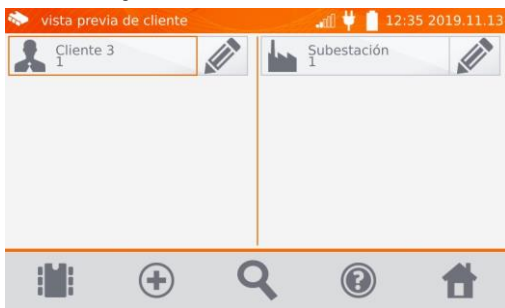 vista previa de cliente
12:35 2019.11.13
Cliente 3
1
Subestación
1